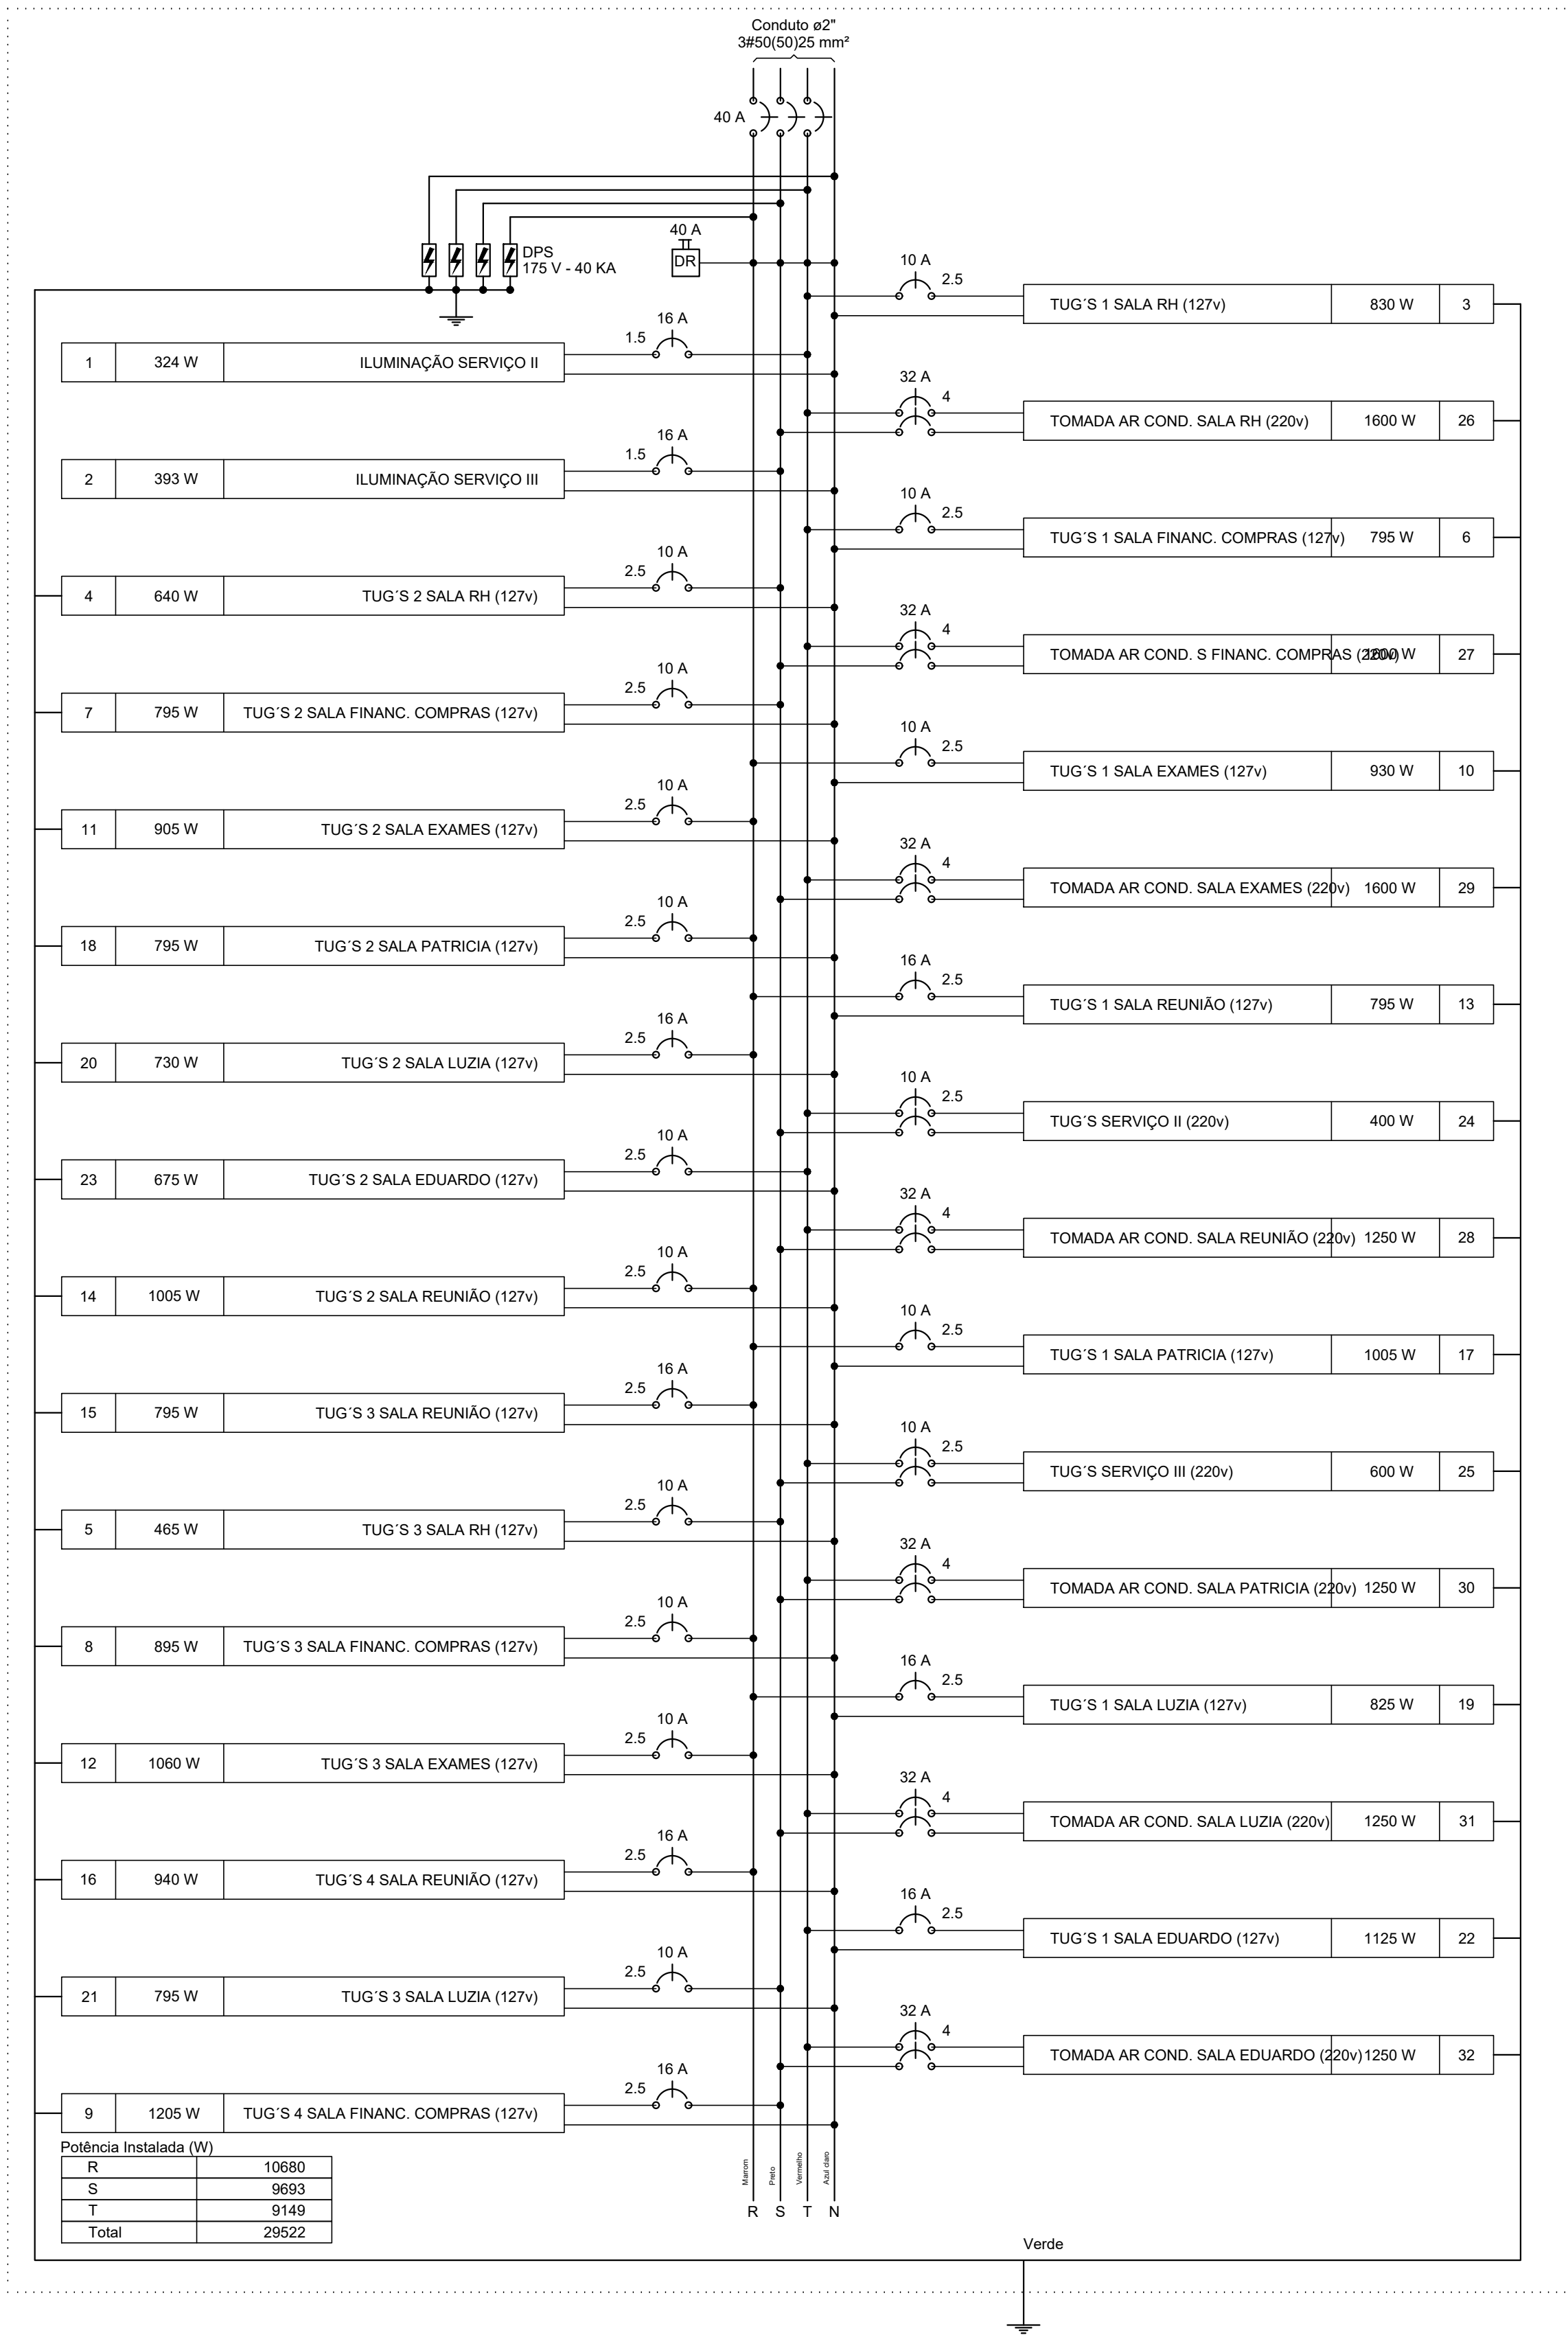 Conduto ø2"
3#50(50)25 mm²
40 A
DPS
175 V - 40 KA
40 A
DR
10 A
2.5
TUG´S 1 SALA RH (127v) 830 W 3
16 A
1.5
1 324 W ILUMINAÇÃO SERVIÇO II
32 A
4
TOMADA AR COND. SALA RH (220v) 1600 W 26
16 A
1.5
2 393 W ILUMINAÇÃO SERVIÇO III
10 A
2.5
TUG´S 1 SALA FINANC. COMPRAS (127v) 795 W 6
10 A
2.5
4 640 W TUG´S 2 SALA RH (127v)
32 A
4
TOMADA AR COND. S FINANC. COMPRAS (220v) 1600 W 27
10 A
2.5
7 795 W TUG´S 2 SALA FINANC. COMPRAS (127v)
10 A
2.5
TUG´S 1 SALA EXAMES (127v) 930 W 10
10 A
2.5
11 905 W TUG´S 2 SALA EXAMES (127v)
32 A
4
TOMADA AR COND. SALA EXAMES (220v) 1600 W 29
10 A
2.5
18 795 W TUG´S 2 SALA PATRICIA (127v)
16 A
2.5
TUG´S 1 SALA REUNIÃO (127v) 795 W 13
16 A
2.5
20 730 W TUG´S 2 SALA LUZIA (127v)
10 A
2.5
TUG´S SERVIÇO II (220v) 400 W 24
10 A
2.5
23 675 W TUG´S 2 SALA EDUARDO (127v)
32 A
4
TOMADA AR COND. SALA REUNIÃO (220v) 1250 W 28
10 A
2.5
14 1005 W TUG´S 2 SALA REUNIÃO (127v)
10 A
2.5
TUG´S 1 SALA PATRICIA (127v) 1005 W 17
16 A
2.5
15 795 W TUG´S 3 SALA REUNIÃO (127v)
10 A
2.5
TUG´S SERVIÇO III (220v) 600 W 25
10 A
2.5
5 465 W TUG´S 3 SALA RH (127v)
32 A
4
TOMADA AR COND. SALA PATRICIA (220v) 1250 W 30
10 A
2.5
8 895 W TUG´S 3 SALA FINANC. COMPRAS (127v)
16 A
2.5
TUG´S 1 SALA LUZIA (127v) 825 W 19
10 A
2.5
12 1060 W TUG´S 3 SALA EXAMES (127v)
32 A
4
TOMADA AR COND. SALA LUZIA (220v) 1250 W 31
16 A
2.5
16 940 W TUG´S 4 SALA REUNIÃO (127v)
16 A
2.5
TUG´S 1 SALA EDUARDO (127v) 1125 W 22
10 A
2.5
21 795 W TUG´S 3 SALA LUZIA (127v)
32 A
4
TOMADA AR COND. SALA EDUARDO (220v) 1250 W 32
16 A
2.5
9 1205 W TUG´S 4 SALA FINANC. COMPRAS (127v)
Potência Instalada (W)
R 10680
S 9693
T 9149
Total 29522
Marrom
Preto
Vermelho
Azul claro
R S T N
Verde